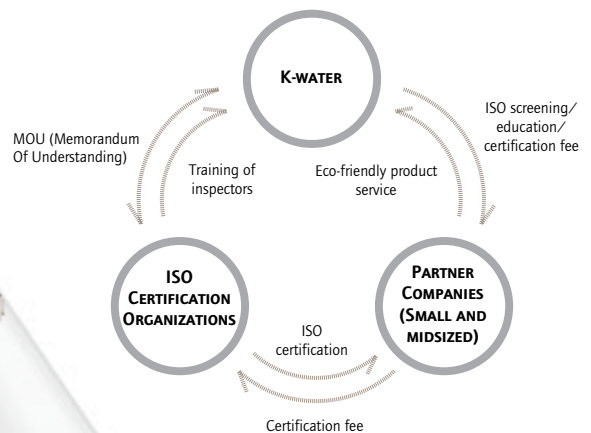 K-WATER
MOU (Memorandum
Of Understanding)
Training of
inspectors
Eco-friendly product
service
ISO screening/
education/
certification fee
ISO
CERTIFICATION
ORGANIZATIONS
PARTNER
COMPANIES
(SMALL AND
MIDSIZED)
ISO
certification
Certification fee